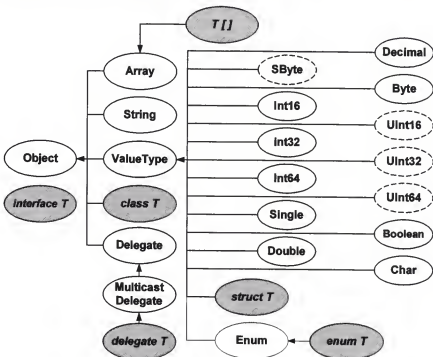 T [ ]
Decimal
Array
SByte
Byte
Int16
String
UInt16
Int32
Object
ValueType
UInt32
Int64
interface T
class T
UInt64
Single
Delegate
Boolean
Double
Char
Multicast
Delegate
struct T
delegate T
Enum
enum T